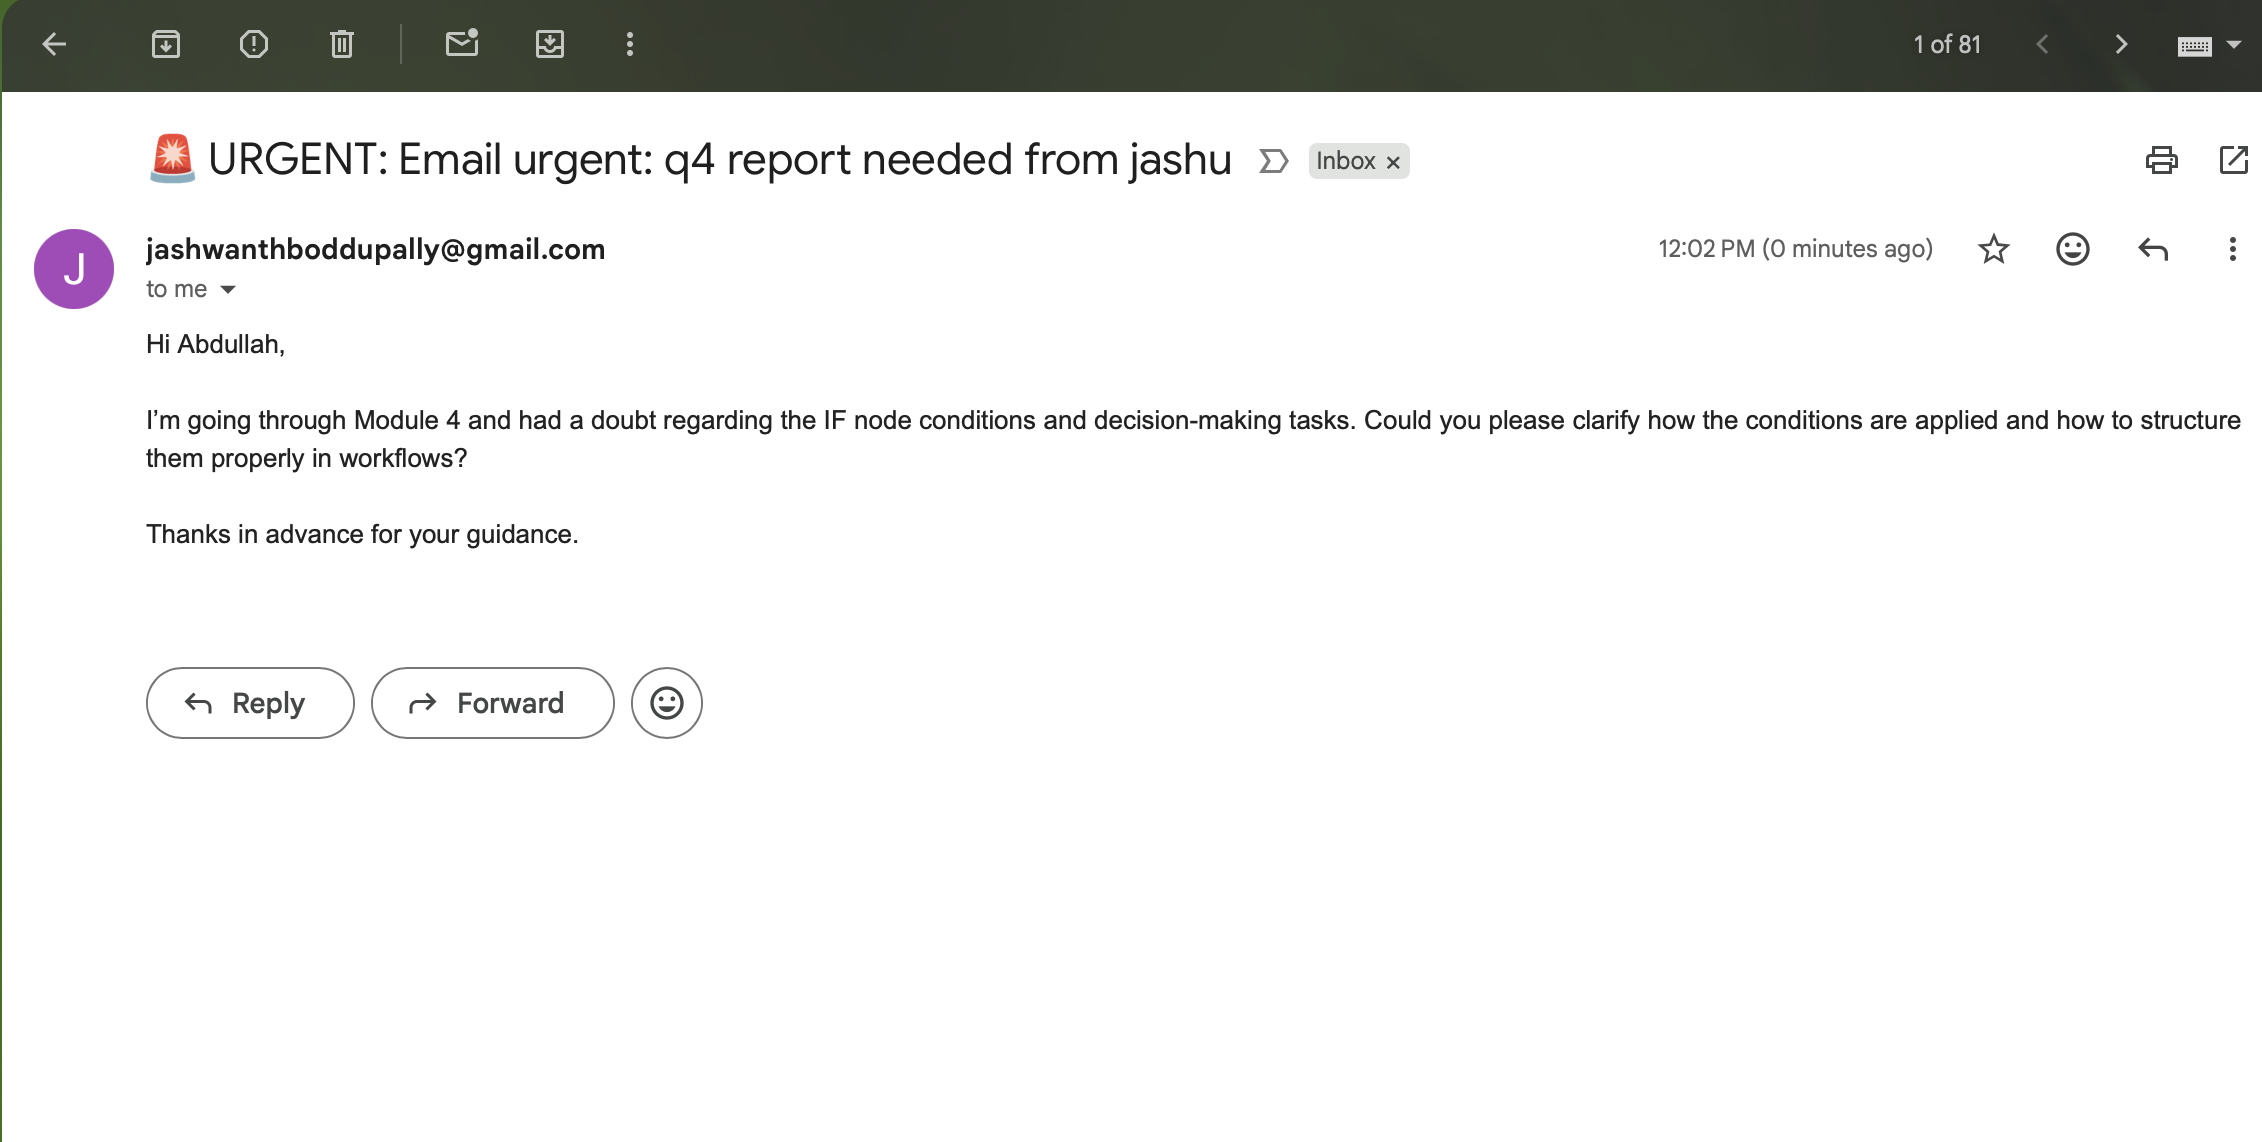 1 of 81
🚨 URGENT: Email urgent: q4 report needed from jashu
Inbox ×
jashwanthboddupally@gmail.com
12:02 PM (0 minutes ago)
to me
J
Hi Abdullah,
I’m going through Module 4 and had a doubt regarding the IF node conditions and decision-making tasks. Could you please clarify how the conditions are applied and how to structure
them properly in workflows?
Thanks in advance for your guidance.
Reply
Forward